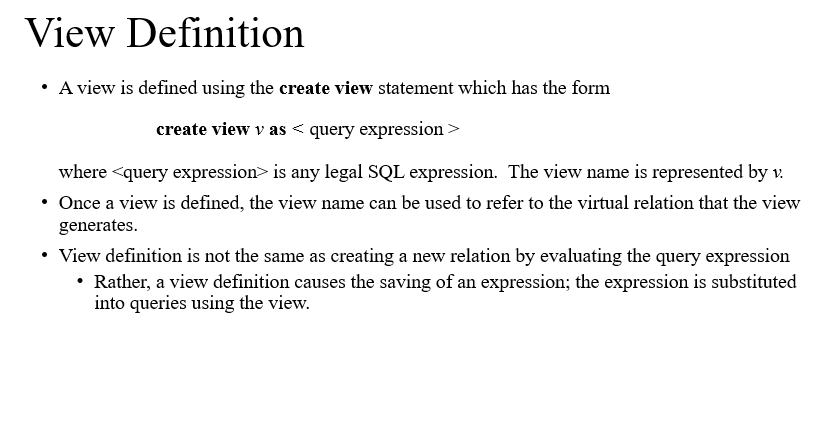 View Definition
• A view is defined using the create view statement which has the form
create view v as < query expression >
where <query expression> is any legal SQL expression.  The view name is represented by v.
• Once a view is defined, the view name can be used to refer to the virtual relation that the view
generates.
• View definition is not the same as creating a new relation by evaluating the query expression
• Rather, a view definition causes the saving of an expression; the expression is substituted
into queries using the view.